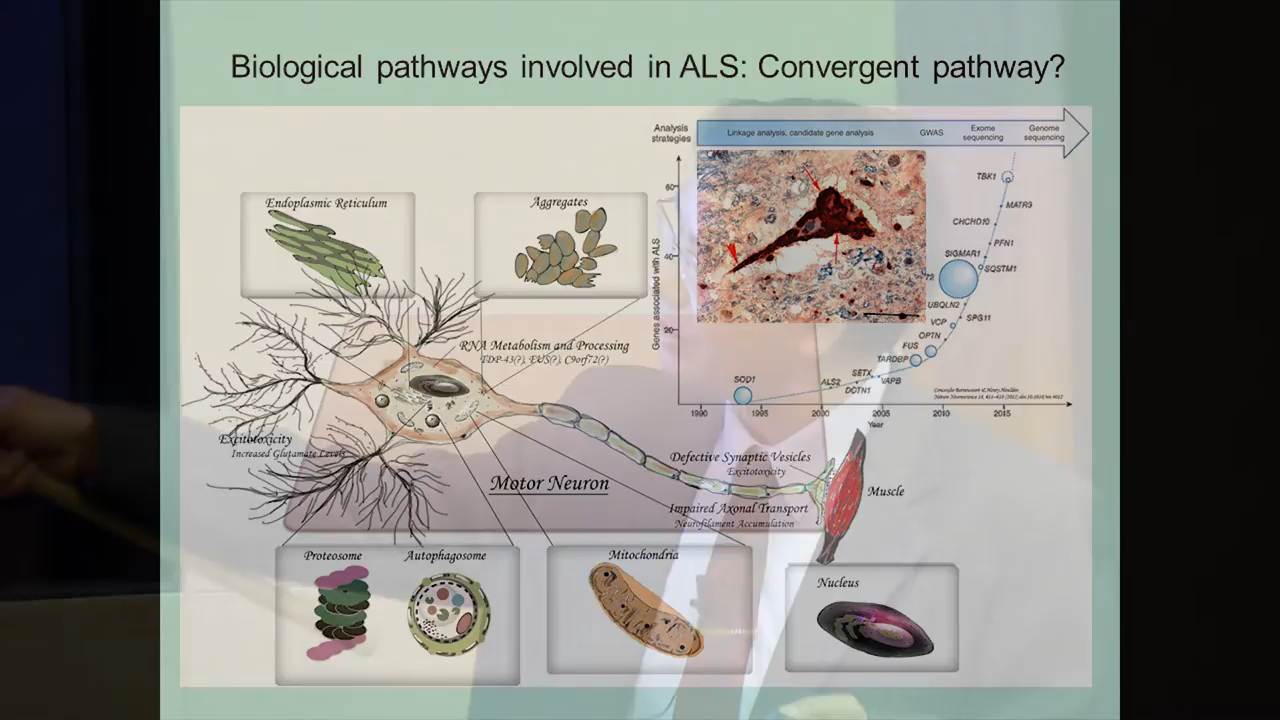 Biological pathways involved in ALS: Convergent pathway?
Analysis strategies
Linkage analysis, candidate gene analysis
GWAS
Exome sequencing
Genome sequencing
Endoplasmic Reticulum
Aggregates
RNA Metabolism and Processing
TDP-43(?), FUS(?), C9orf72(?)
Excitotoxicity
Increased Glutamate Levels
Motor Neuron
Defective Synaptic Vesicles
Excitotoxicity
Impaired Axonal Transport
Neurofilament Accumulation
Muscle
Proteosome
Autophagosome
Mitochondria
Nucleus
Genes associated with ALS
60
40
20
TBK1
MATR3
CHCHD10
PFN1
SIGMAR1
SQSTM1
72
UBQLN2
SPG11
VCP
OPTN
FUS
TARDBP
SETX
VAPB
ALS2
DCTN1
SOD1
1990
1995
2000
2005
2010
2015
Year